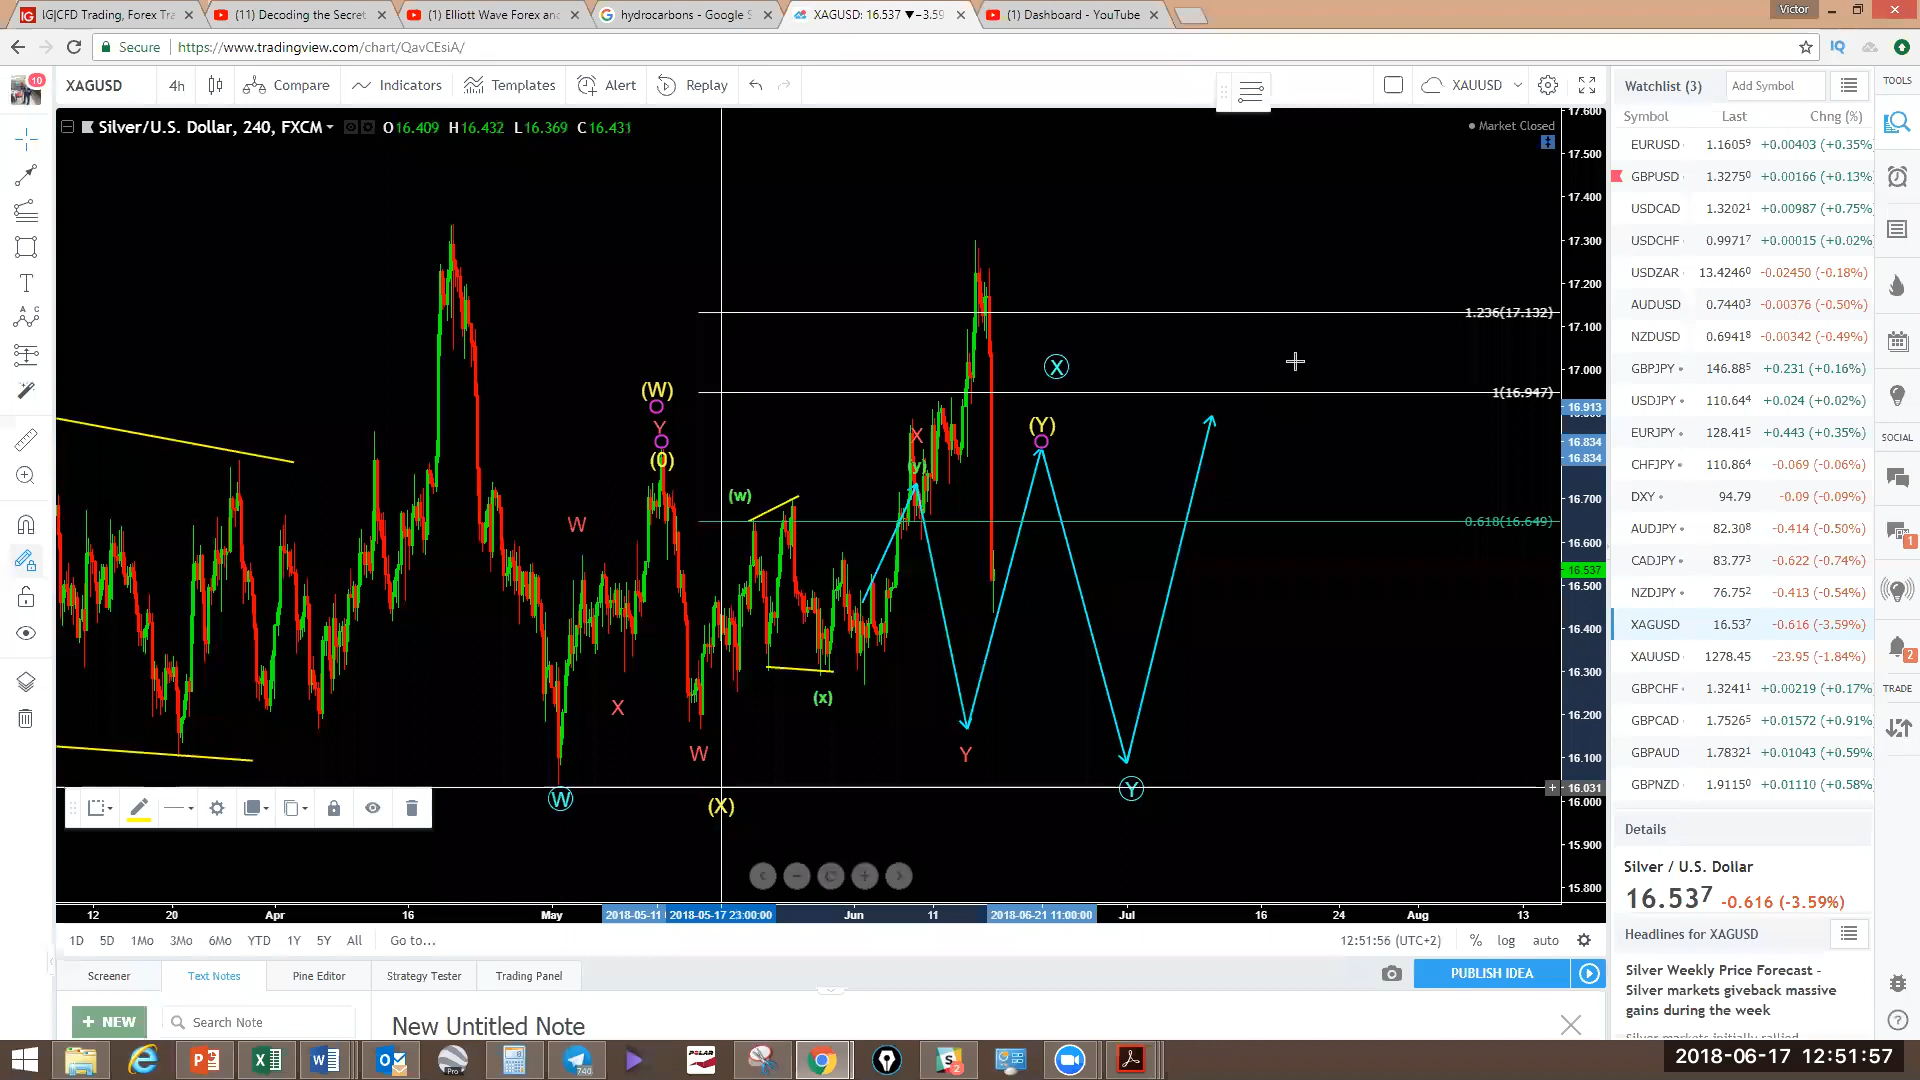 IG|CFD Trading, Forex Tra
(11) Decoding the Secret
(1) Elliott Wave Forex an
hydrocarbons - Google S
XAGUSD: 16.537 ▼−3.59
(1) Dashboard - YouTube
Victor
Secure
https://www.tradingview.com/chart/QavCEsiA/
10
XAGUSD
4h
Compare
Indicators
Templates
Alert
Replay
XAUUSD
Watchlist (3)
Add Symbol
TOOLS
Silver/U.S. Dollar, 240, FXCM
O16.409 H16.432 L16.369 C16.431
Market Closed
Symbol Last Chng (%)
EURUSD 1.16059 +0.00403 (+0.35%
GBPUSD 1.32750 +0.00166 (+0.13%)
USDCAD 1.32021 +0.00987 (+0.75%)
USDCHF 0.99717 +0.00015 (+0.02%)
USDZAR 13.42460 -0.02450 (-0.18%)
AUDUSD 0.74403 -0.00376 (-0.50%)
NZDUSD 0.69418 -0.00342 (-0.49%)
GBPJPY 146.885 +0.231 (+0.16%)
USDJPY 110.644 +0.024 (+0.02%)
EURJPY 128.415 +0.443 (+0.35%)
CHFJPY 110.864 -0.069 (-0.06%)
DXY 94.79 -0.09 (-0.09%)
AUDJPY 82.308 -0.414 (-0.50%)
CADJPY 83.773 -0.622 (-0.74%)
NZDJPY 76.752 -0.413 (-0.54%)
XAGUSD 16.537 -0.616 (-3.59%)
XAUUSD 1278.45 -23.95 (-1.84%)
GBPCHF 1.32411 +0.00219 (+0.17%
GBPCAD 1.75265 +0.01572 (+0.91%)
GBPAUD 1.78321 +0.01043 (+0.59%
GBPNZD 1.91150 +0.01110 (+0.58%
SOCIAL
1
2
TRADE
17.600
17.500
17.400
17.300
17.200
17.100
17.000
16.913
16.834
16.834
16.700
16.600
16.537
16.500
16.400
16.300
16.200
16.100
16.031
16.000
15.900
15.800
1.236(17.132)
1(16.947)
0.618(16.649)
(W)
Y
(0)
W
X
W
W
(X)
(w)
(x)
X
(y)
Y
X
(Y)
Y
12 20 Apr 16 May 2018-05-11 2018-05-17 23:00:00 Jun 11 2018-06-21 11:00:00 Jul 16 24 Aug 13
1D 5D 1Mo 3Mo 6Mo YTD 1Y 5Y All Go to...
12:51:56 (UTC+2) % log auto
Details
Silver / U.S. Dollar
16.537 -0.616 (-3.59%)
Headlines for XAGUSD
Silver Weekly Price Forecast -
Silver markets giveback massive
gains during the week
Silver markets initially rallied
Screener Text Notes Pine Editor Strategy Tester Trading Panel
PUBLISH IDEA
+ NEW
Search Note
New Untitled Note
Pro
740
POLAR
2
2018-06-17 12:51:57